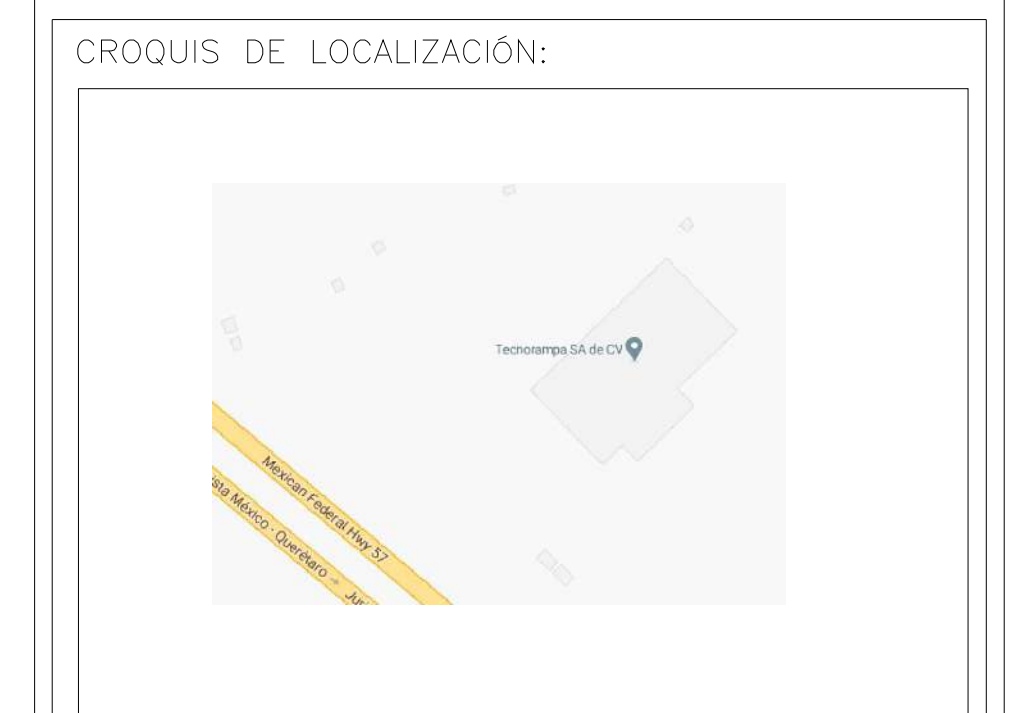 CROQUIS DE LOCALIZACIÓN:
Tecnorampa SA de CV
Mexican Federal Hwy 57
ista México - Querétaro →